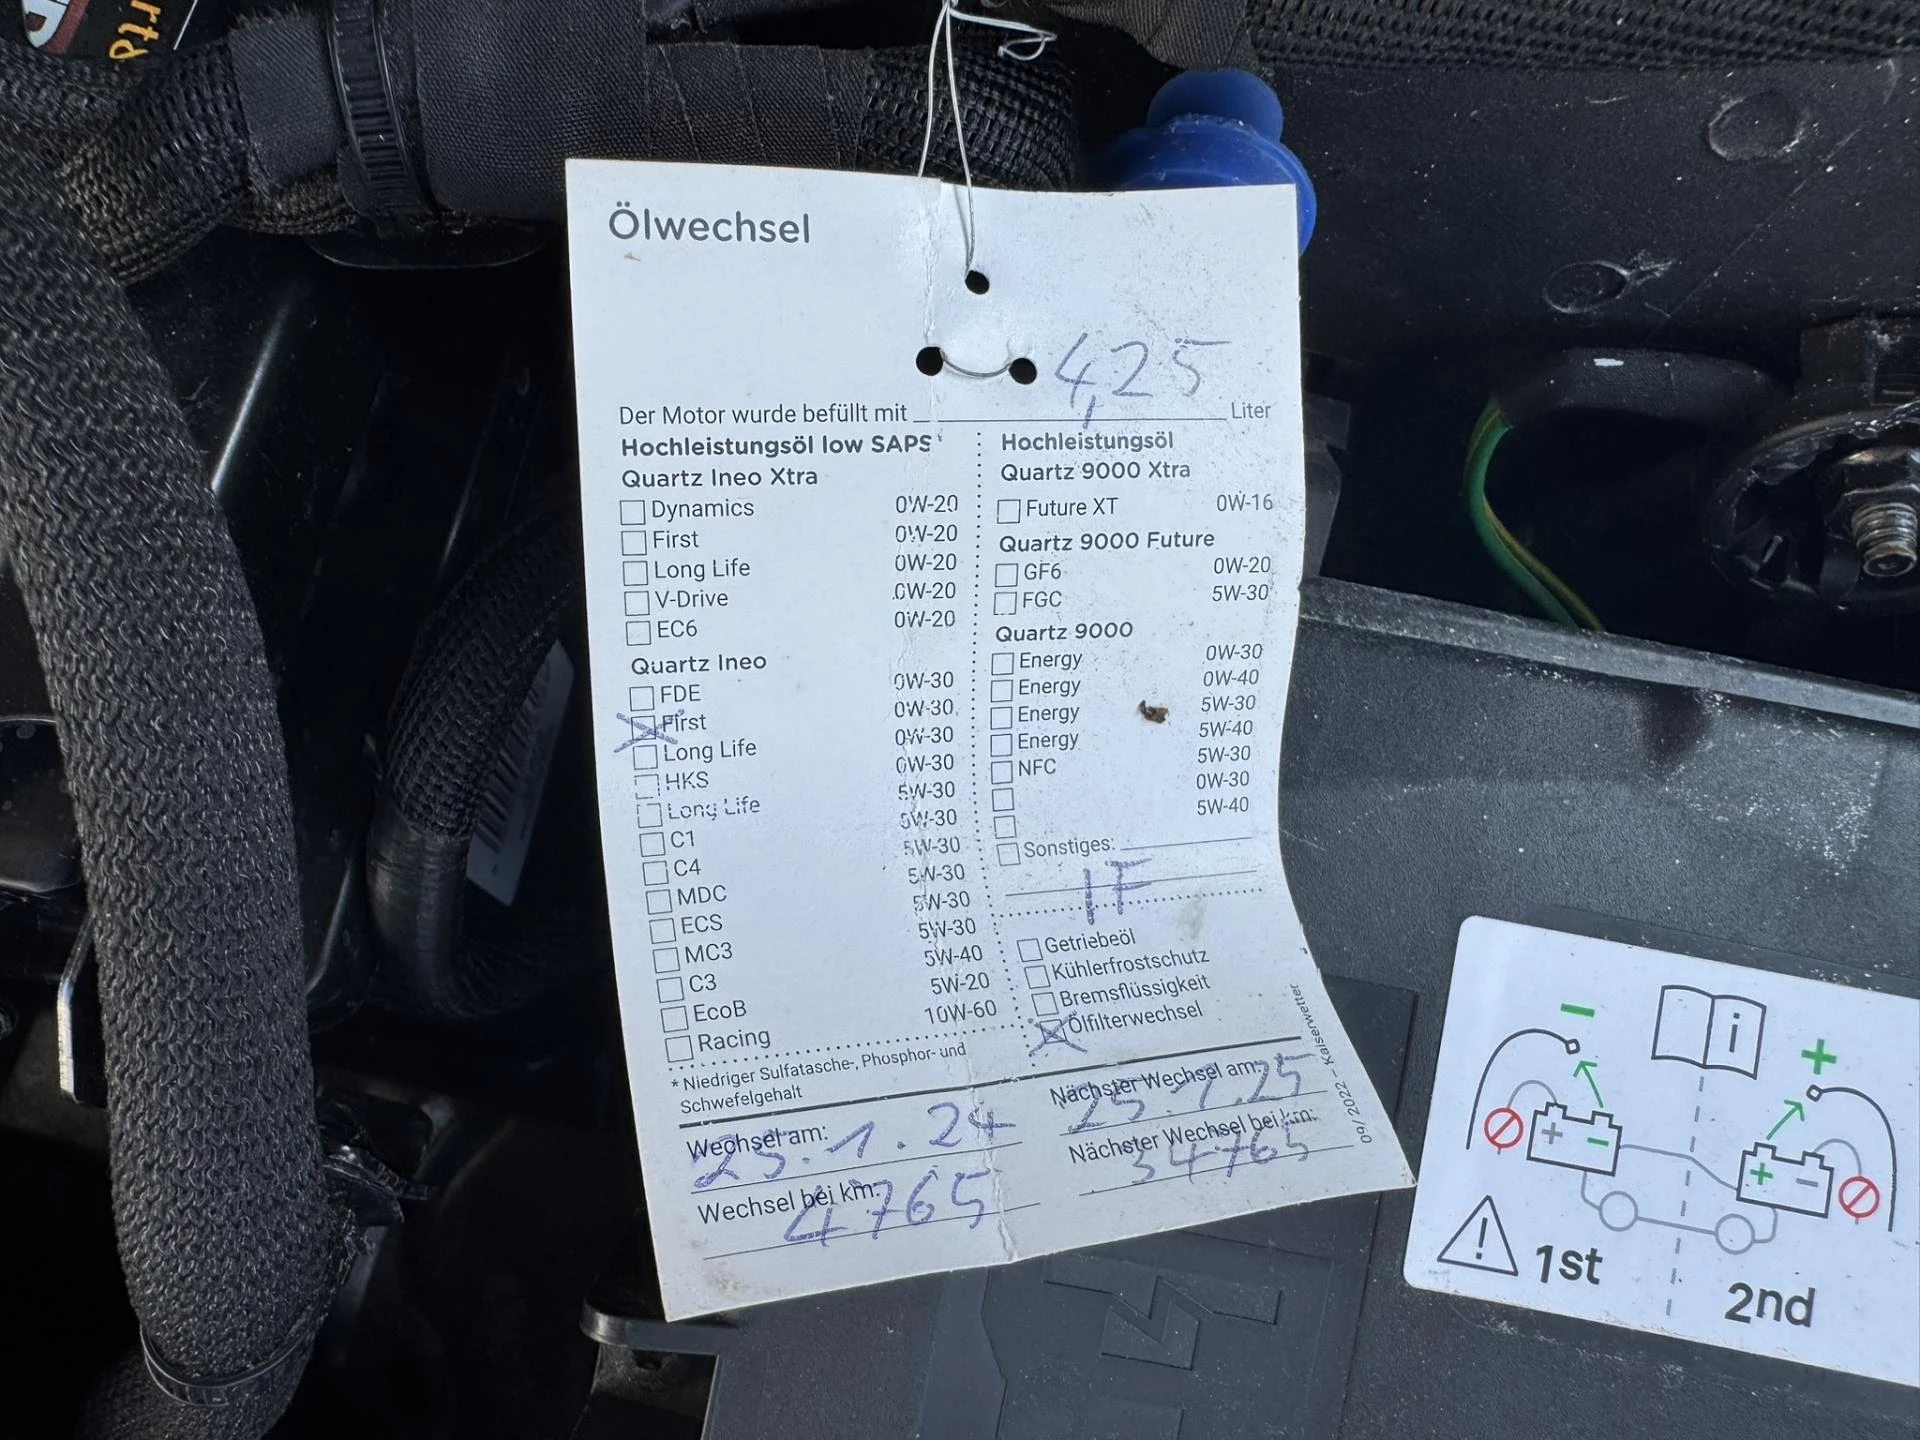 rta
Ölwechsel
4,25
Der Motor wurde befüllt mit Liter
Hochleistungsöl low SAPS*
Quartz Ineo Xtra
Dynamics 0W-20
First 0W-20
Long Life 0W-20
V-Drive 0W-20
EC6 0W-20
Quartz Ineo
FDE 0W-30
First 0W-30
Long Life 0W-30
HKS 0W-30
Long Life 5W-30
C1 5W-30
C4 5W-30
MDC 5W-30
ECS 5W-30
MC3 5W-30
C3 5W-40
EcoB 5W-20
Racing 10W-60
* Niedriger Sulfatasche-, Phosphor- und
Schwefelgehalt
Hochleistungsöl
Quartz 9000 Xtra
Future XT 0W-16
Quartz 9000 Future
GF6 0W-20
FGC 5W-30
Quartz 9000
Energy 0W-30
Energy 0W-40
Energy 5W-30
Energy 5W-40
NFC 5W-30
0W-30
5W-40
Sonstiges:
1F
Getriebeöl
Kühlerfrostschutz
Bremsflüssigkeit
Ölfilterwechsel
Wechsel am:
25.1.24
Wechsel bei km:
4765
Nächster Wechsel am:
25.1.25
Nächster Wechsel bei km:
34765
09/2022 – Kaiserwetter
i
- +
+ - + -
1st
2nd